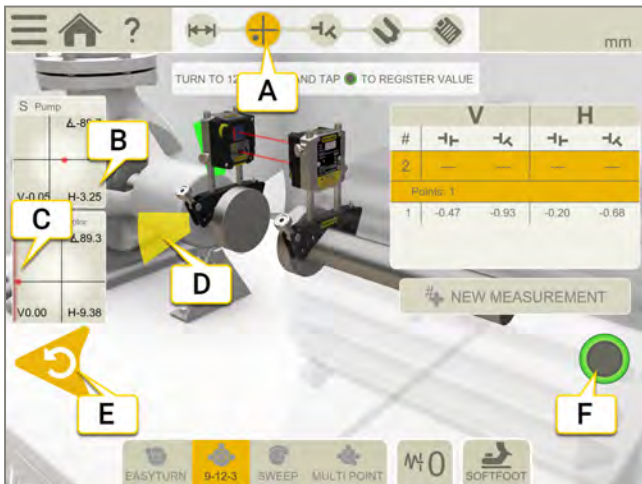 ?
mm
TURN TO 12 AND TAP TO REGISTER VALUE
A
S Pump
V H
B
#
2 --- --- --- ---
V-0.05 H-3.25
Points: 1
C
1 -0.47 -0.93 -0.20 -0.68
89.3
D
# NEW MEASUREMENT
V0.00 H-9.38
E
F
EASYTURN 9-12-3 SWEEP MULTI POINT
0
SOFTFOOT